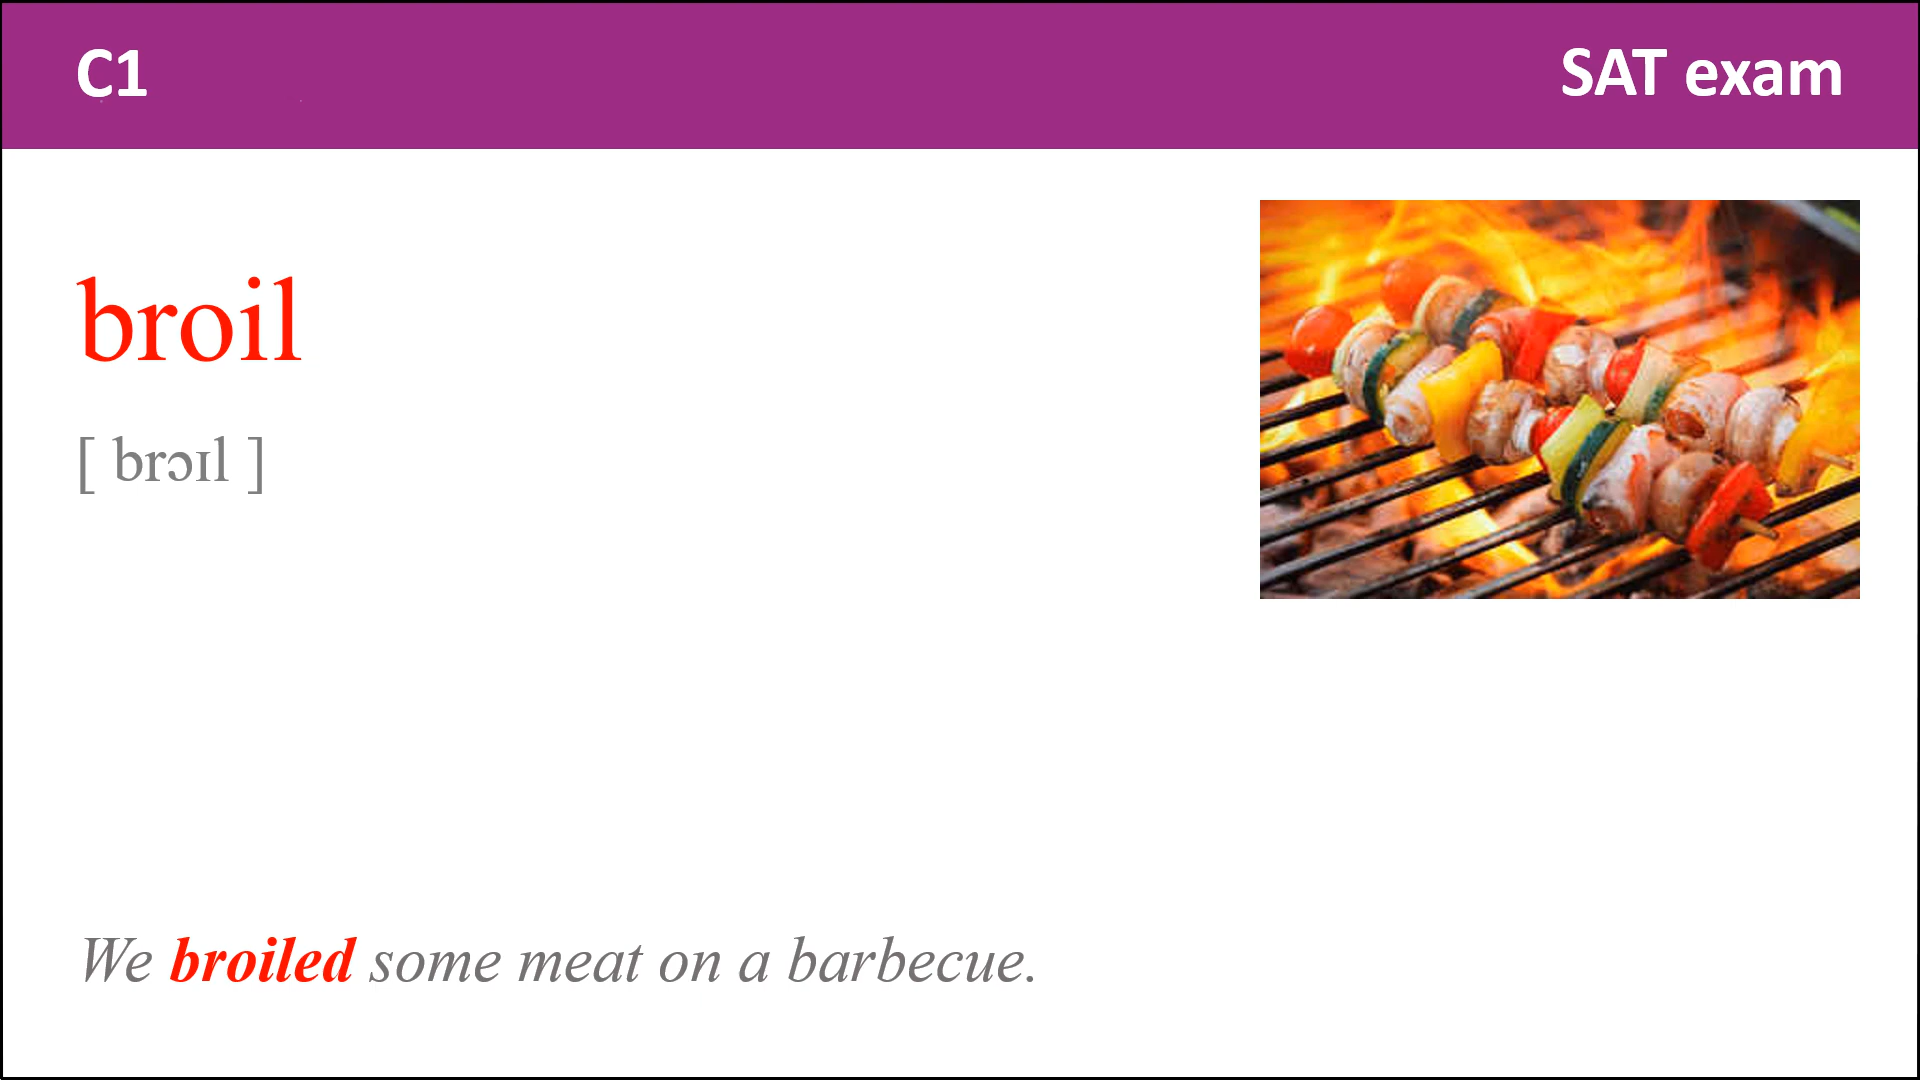 C1
SAT exam
broil
[ brɔɪl ]
We broiled some meat on a barbecue.